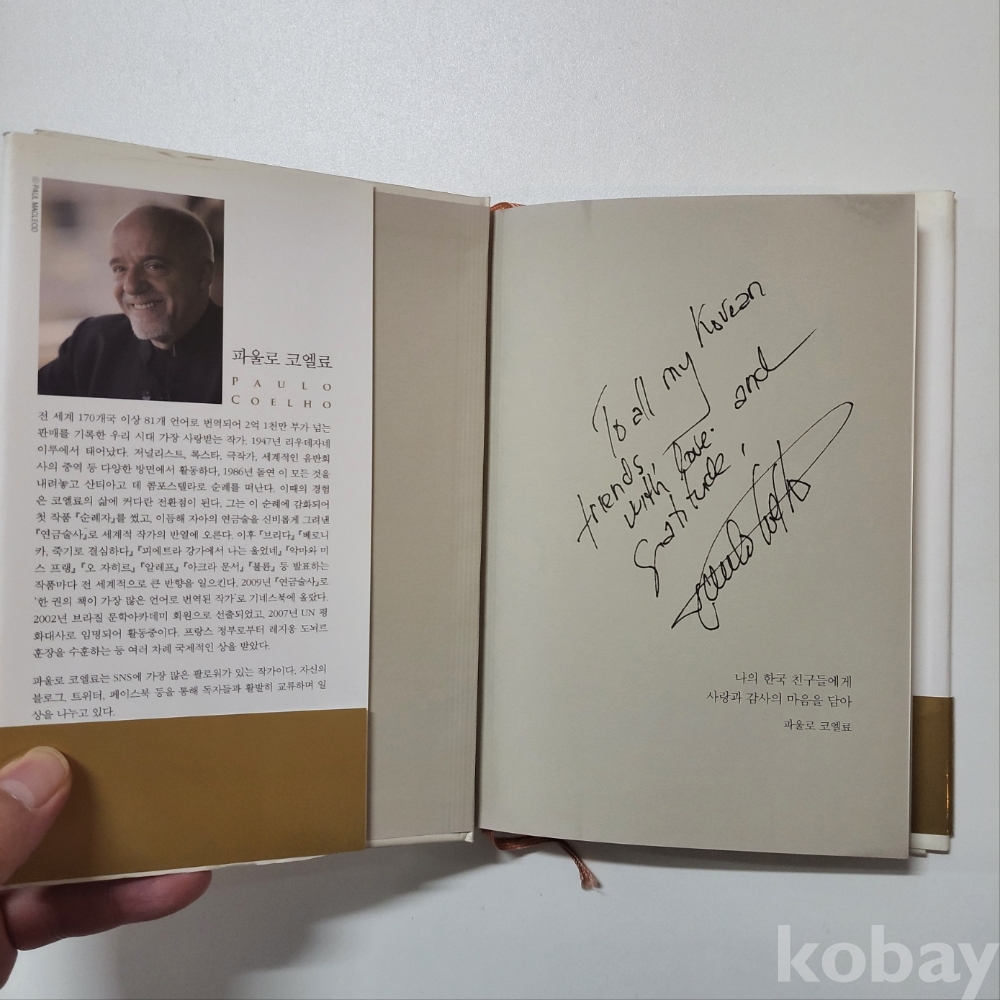 © PAUL MACLEOD
파울로 코엘료
PAULO
COELHO
전 세계 170개국 이상 81개 언어로 번역되어 2억 1천만 부가 넘는
판매를 기록한 우리 시대 가장 사랑받는 작가. 1947년 리우데자네
이루에서 태어났다. 저널리스트, 록스타, 극작가, 세계적인 음반회
사의 중역 등 다양한 방면에서 활동하다, 1986년 돌연 이 모든 것을
내려놓고 산티아고 데 콤포스텔라로 순례를 떠난다. 이때의 경험
은 코엘료의 삶에 커다란 전환점이 된다. 그는 이 순례에 감화되어
첫 작품 『순례자』를 썼고, 이듬해 자아의 연금술을 신비롭게 그려낸
『연금술사』로 세계적 작가의 반열에 오른다. 이후 『브리다』 『베로니
카, 죽기로 결심하다』 『피에트라 강가에서 나는 울었네』 『악마와 미
스 프랭』 『오 자히르』 『알레프』 『아크라 문서』 『불륜』 등 발표하는
작품마다 전 세계적으로 큰 반향을 일으킨다. 2009년 『연금술사』로
'한 권의 책이 가장 많은 언어로 번역된 작가'로 기네스북에 올랐다.
2002년 브라질 문학아카데미 회원으로 선출되었고, 2007년 UN 평
화대사로 임명되어 활동중이다. 프랑스 정부로부터 레지옹 도뇌르
훈장을 수훈하는 등 여러 차례 국제적인 상을 받았다.
파울로 코엘료는 SNS에 가장 많은 팔로워가 있는 작가이다. 자신의
블로그, 트위터, 페이스북 등을 통해 독자들과 활발히 교류하며 일
상을 나누고 있다.
To all my Korean
friends, with love. and
gratitude,
나의 한국 친구들에게
사랑과 감사의 마음을 담아
파울로 코엘료
kobay